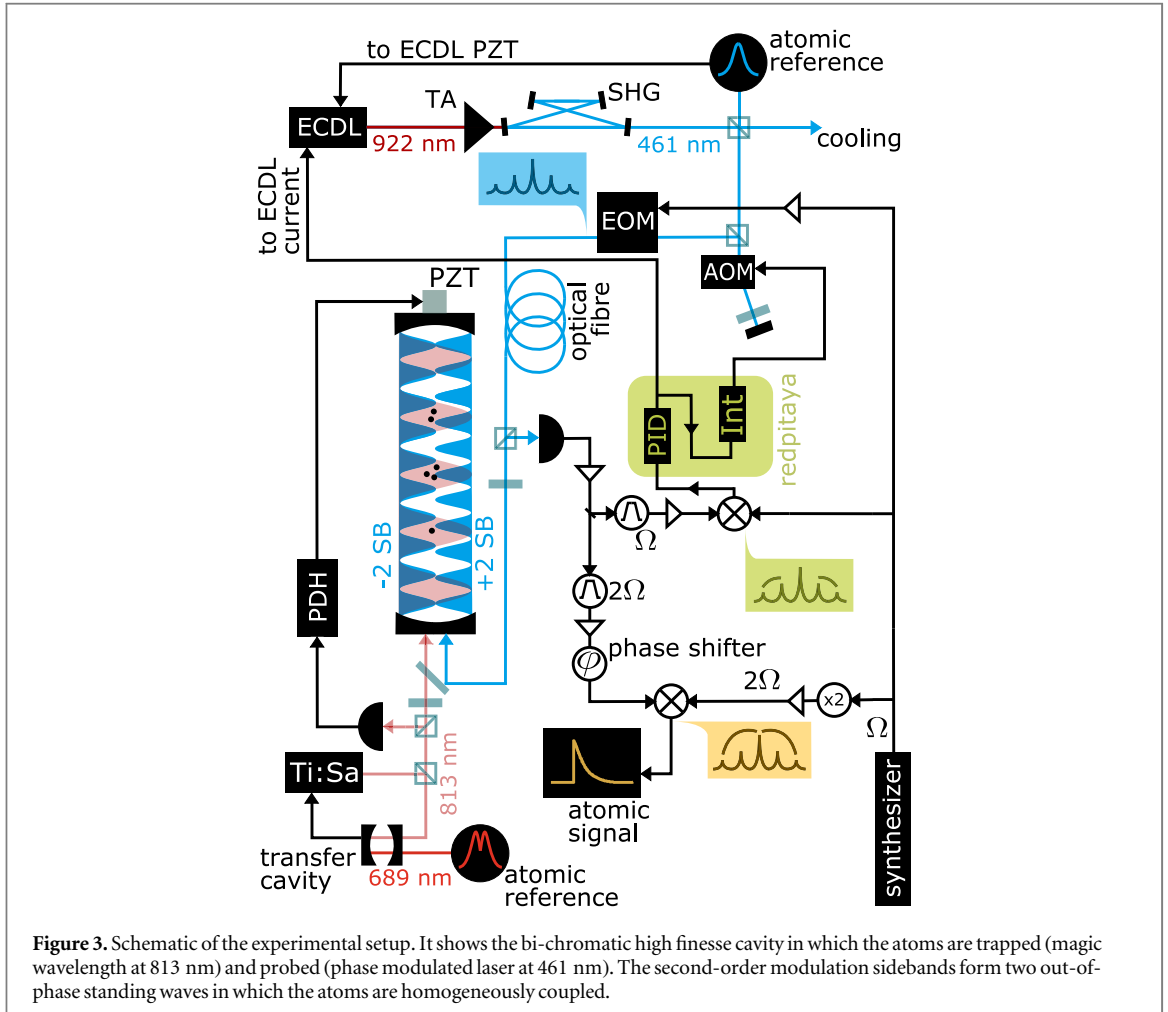 to ECDL PZT
atomic
reference
TA
SHG
ECDL
922 nm
461 nm
cooling
to ECDL
current
EOM
AOM
PZT
optical
fibre
PID
Int
redpitaya
-2 SB
+2 SB
Ω
PDH
2Ω
φ
phase shifter
2Ω
x2
Ω
Ti:Sa
813 nm
atomic
signal
synthesizer
transfer
cavity
689 nm
atomic
reference
Figure 3. Schematic of the experimental setup. It shows the bi-chromatic high finesse cavity in which the atoms are trapped (magic
wavelength at 813 nm) and probed (phase modulated laser at 461 nm). The second-order modulation sidebands form two out-of-
phase standing waves in which the atoms are homogeneously coupled.